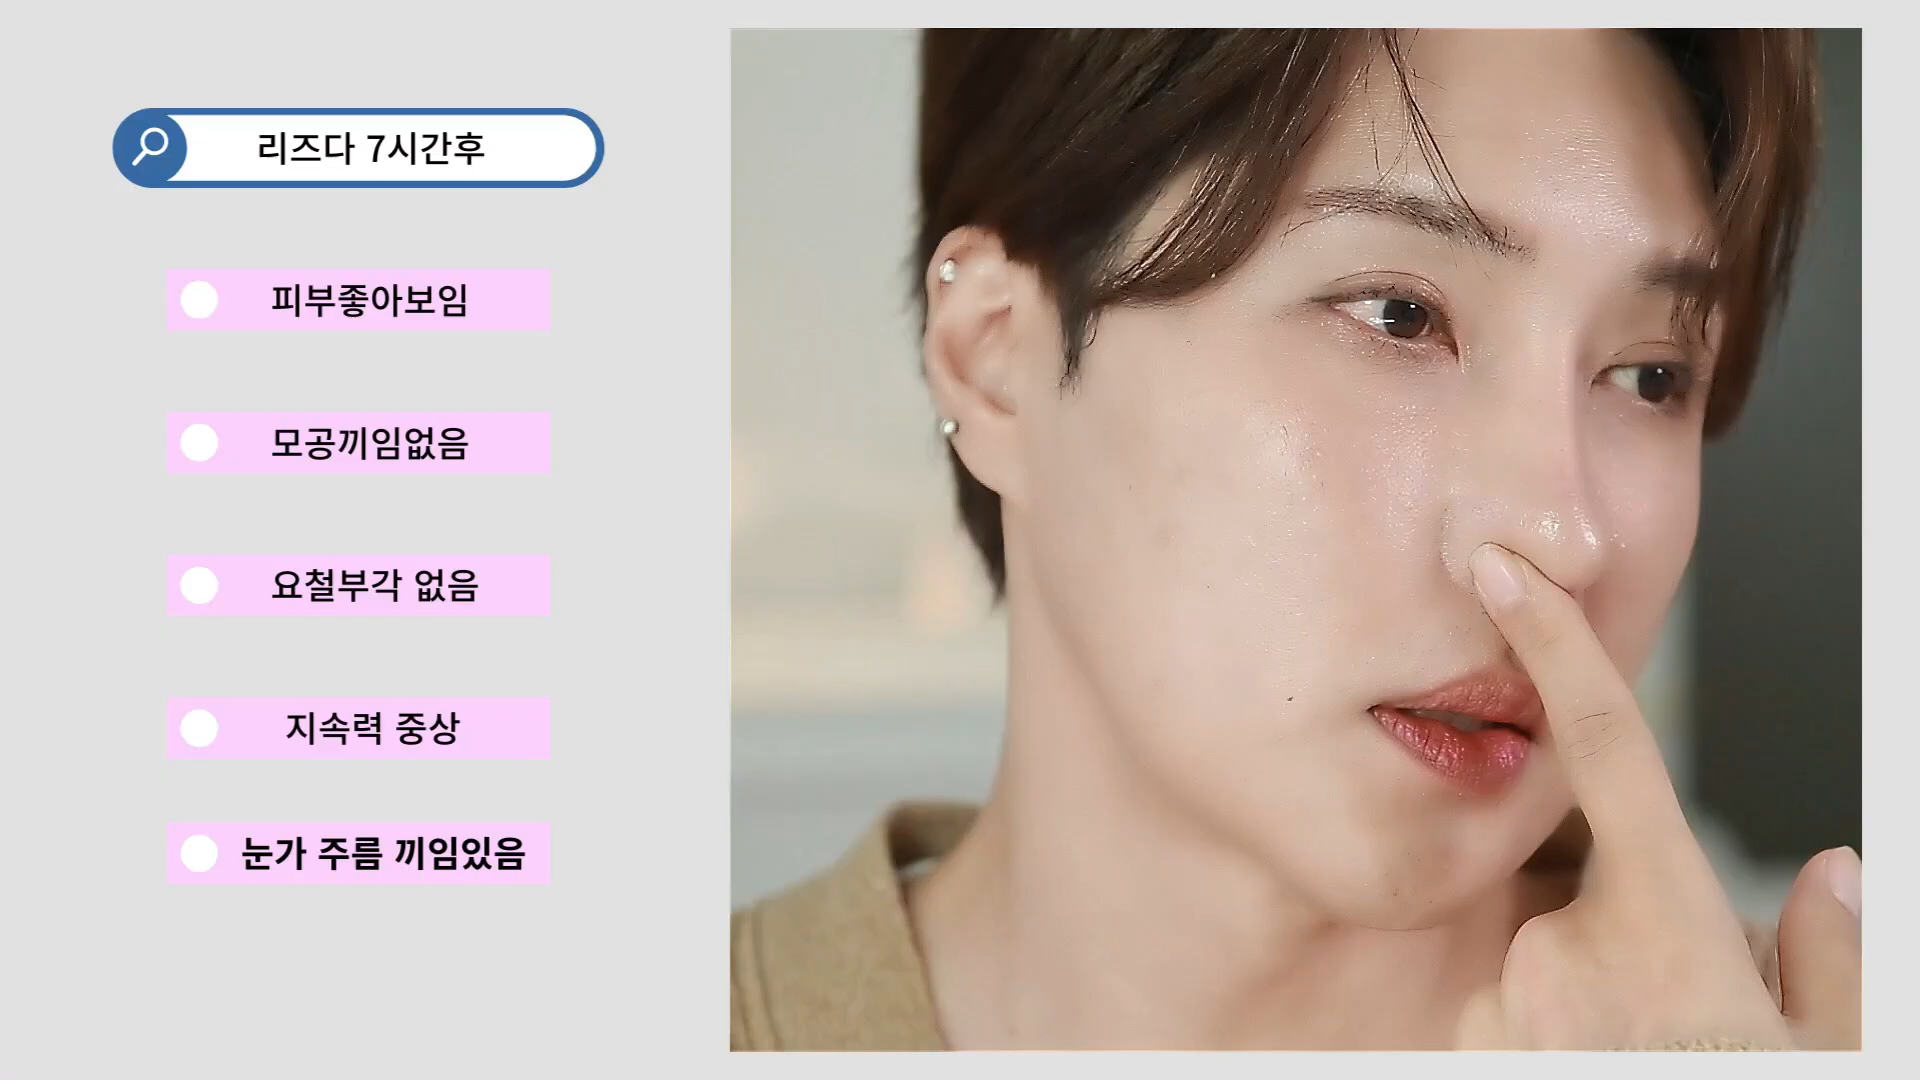 리즈다 7시간후
피부좋아보임
모공끼임없음
요철부각 없음
지속력 중상
눈가 주름 끼임있음